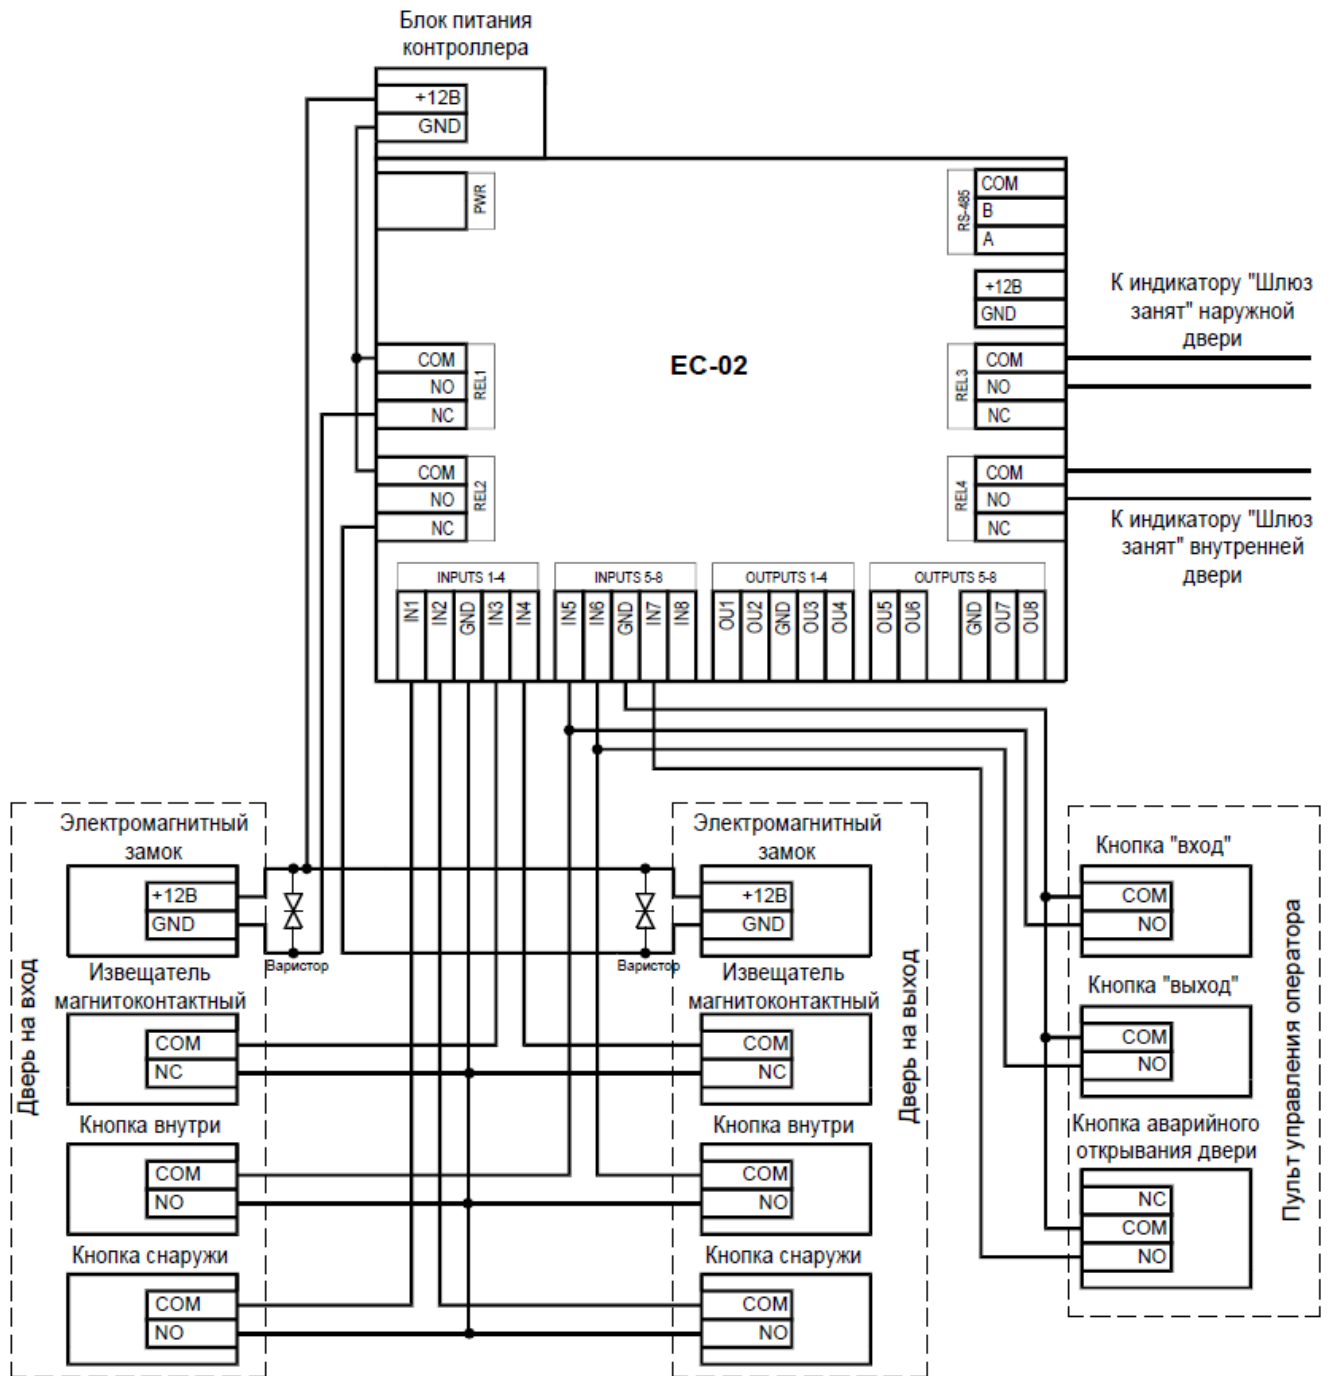 Блок питания
контроллера
+12В
GND
PWR
RS-485
COM
B
A
+12В
GND
К индикатору "Шлюз
занят" наружной
двери
EC-02
COM
NO
NC
REL1
REL3
COM
NO
NC
COM
NO
NC
REL2
REL4
COM
NO
NC
К индикатору "Шлюз
занят" внутренней
двери
INPUTS 1-4
INPUTS 5-8
OUTPUTS 1-4
OUTPUTS 5-8
IN1
IN2
GND
IN3
IN4
IN5
IN6
GND
IN7
IN8
OU1
OU2
GND
OU3
OU4
OU5
OU6
GND
OU7
OU8
Дверь на вход
Электромагнитный
замок
+12В
GND
Варистор
Извещатель
магнитоконтактный
COM
NC
Кнопка внутри
COM
NO
Кнопка снаружи
COM
NO
Дверь на выход
Электромагнитный
замок
+12В
GND
Варистор
Извещатель
магнитоконтактный
COM
NC
Кнопка внутри
COM
NO
Кнопка снаружи
COM
NO
Пульт управления оператора
Кнопка "вход"
COM
NO
Кнопка "выход"
COM
NO
Кнопка аварийного
открывания двери
NC
COM
NO